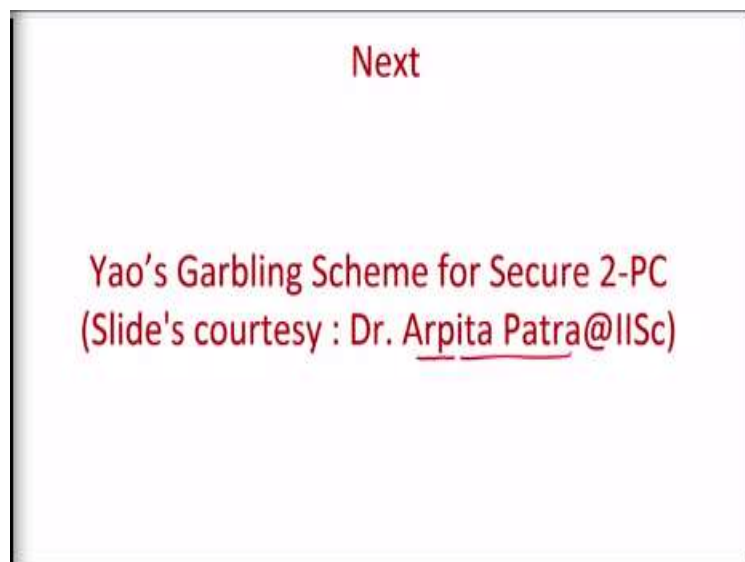 Next
Yao’s Garbling Scheme for Secure 2-PC
(Slide's courtesy : Dr. Arpita Patra@IISc)